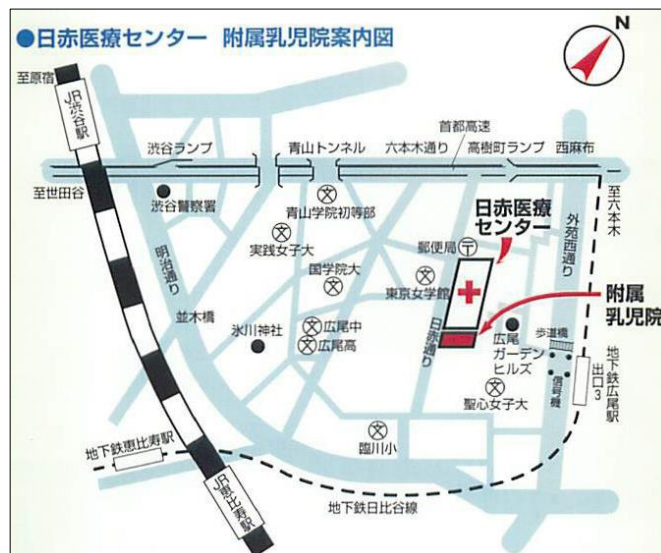 ●日赤医療センター 附属乳児院案内図
N
至原宿
JR渋谷駅
渋谷ランプ
青山トンネル
六本木通り
首都高速
高樹町ランプ
西麻布
至世田谷
渋谷警察署
文
青山学院初等部
至六本木
文
実践女子大
日赤医療
センター
郵便局
〒
外苑西通り
明治通り
国学院大
文
文
東京女学館
附属
乳児院
並木橋
氷川神社
文
広尾中
文
広尾高
日赤通り
広尾
ガーデン
ヒルズ
歩道橋
信号機
出口3
地下鉄広尾駅
文
聖心女子大
文
臨川小
地下鉄恵比寿駅
JR恵比寿駅
地下鉄日比谷線